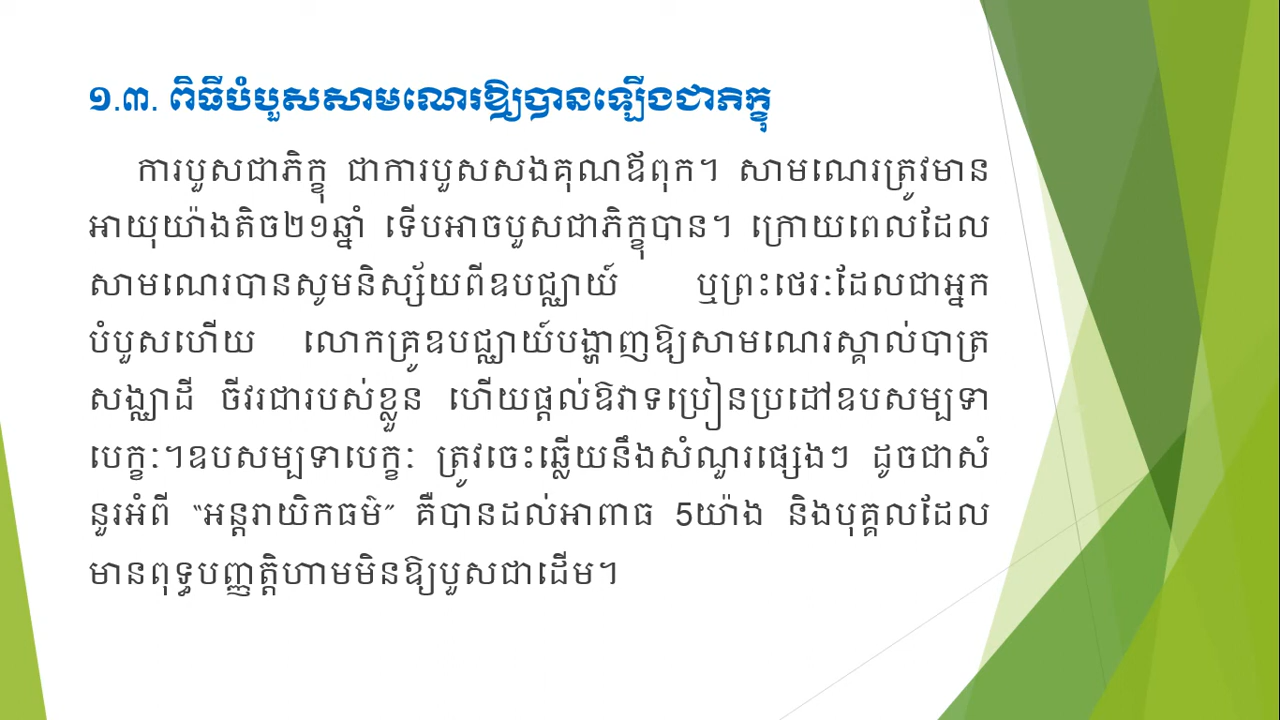 ១.៣. ពិធីបំបួសសាមណេរឱ្យបានឡើងជាភិក្ខុ
ការបួសជាភិក្ខុ ជាការបួសសងគុណឪពុក។ សាមណេរត្រូវមាន
អាយុយ៉ាងតិច២១ឆ្នាំ ទើបអាចបួសជាភិក្ខុបាន។ ក្រោយពេលដែល
សាមណេរបានសូមនិស្ស័យពីឧបជ្ឈាយ៍ ឬព្រះថេរៈដែលជាអ្នក
បំបួសហើយ លោកគ្រូឧបជ្ឈាយ៍បង្ហាញឱ្យសាមណេរស្គាល់បាត្រ
សង្ឃាដី ចីវរជារបស់ខ្លួន ហើយផ្តល់ឱវាទប្រៀនប្រដៅឧបសម្បទា
បេក្ខៈ។ឧបសម្បទាបេក្ខៈ ត្រូវចេះឆ្លើយនឹងសំណួរផ្សេងៗ ដូចជាសំ
នួរអំពី “អន្តរាយិកធម៌” គឺបានដល់អាពាធ 5យ៉ាង និងបុគ្គលដែល
មានពុទ្ធបញ្ញត្តិហាមមិនឱ្យបួសជាដើម។